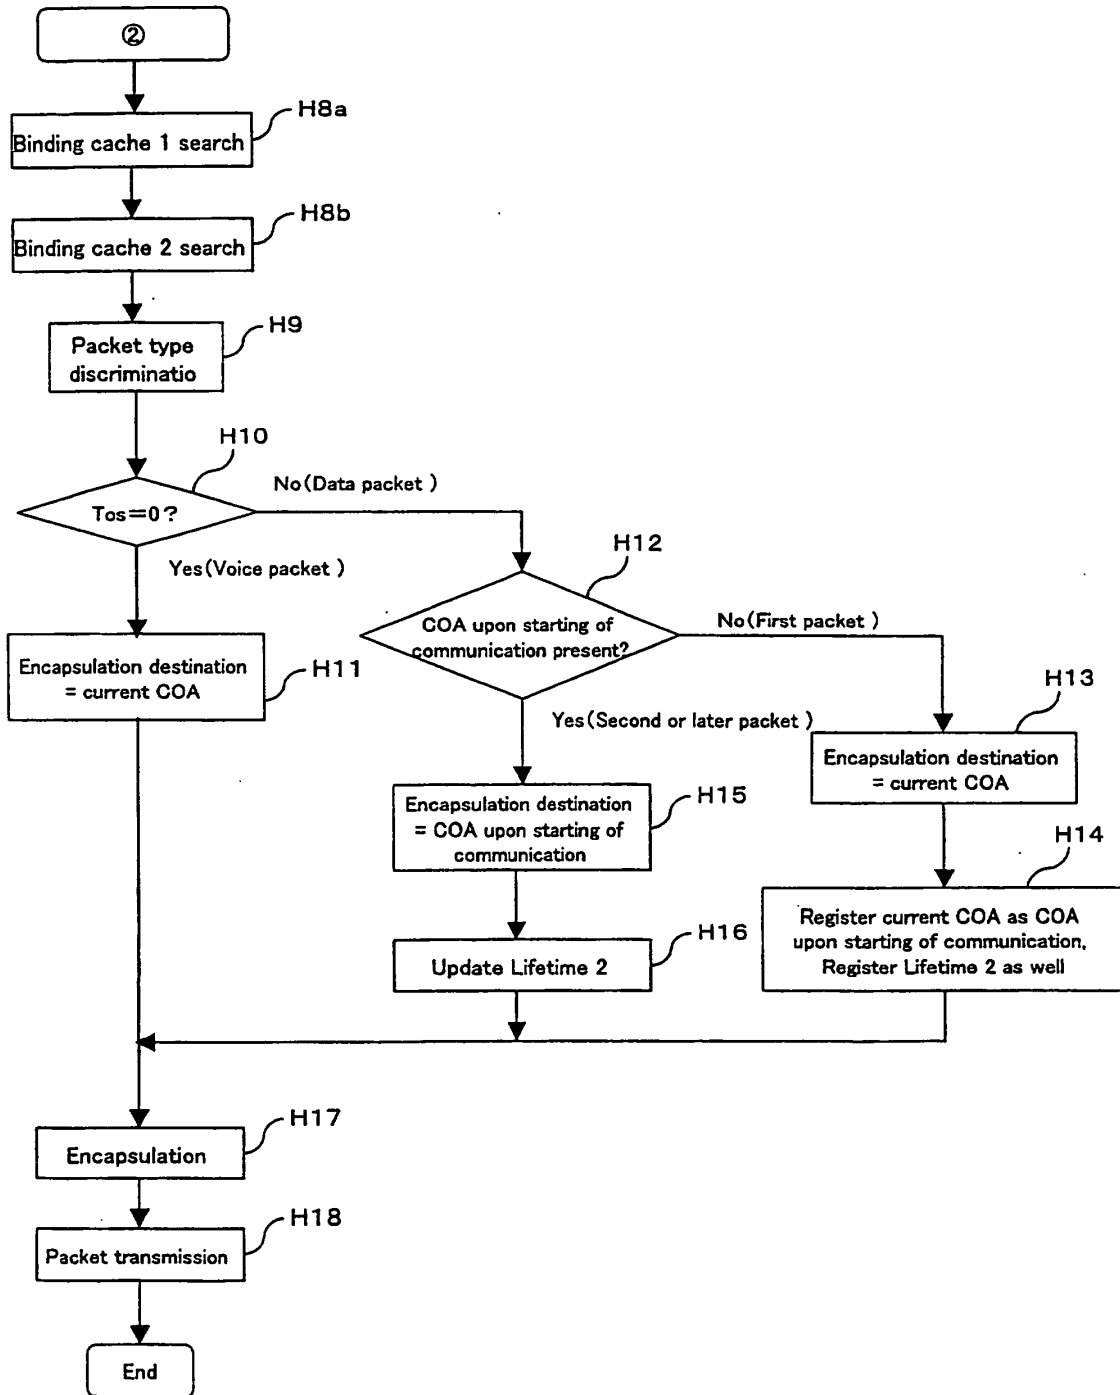 ②
H8a
Binding cache 1 search
H8b
Binding cache 2 search
H9
Packet type
discriminatio
H10
No(Data packet )
Tos=0?
H12
Yes(Voice packet )
COA upon starting of
communication present?
No(First packet )
Encapsulation destination
= current COA
H11
H13
Yes(Second or later packet )
Encapsulation destination
= current COA
Encapsulation destination
= COA upon starting of
communication
H15
H14
Register current COA as COA
upon starting of communication,
Register Lifetime 2 as well
H16
Update Lifetime 2
H17
Encapsulation
H18
Packet transmission
End